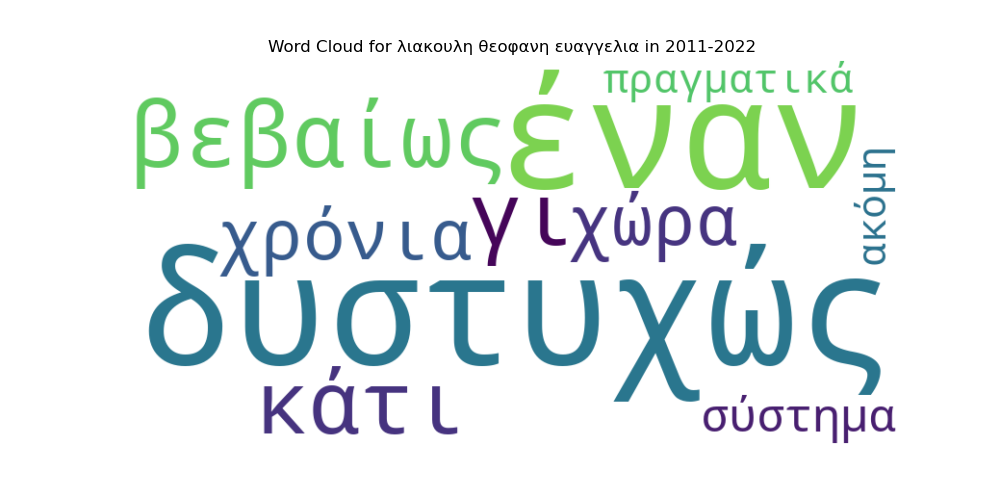 Word Cloud for λιακουλη θεοφανη ευαγγελια in 2011-2022
πραγματικά
βεβαίως
έναν
ακόμη
χρόνια
γι
χώρα
δυστυχώς
κάτι
σύστημα